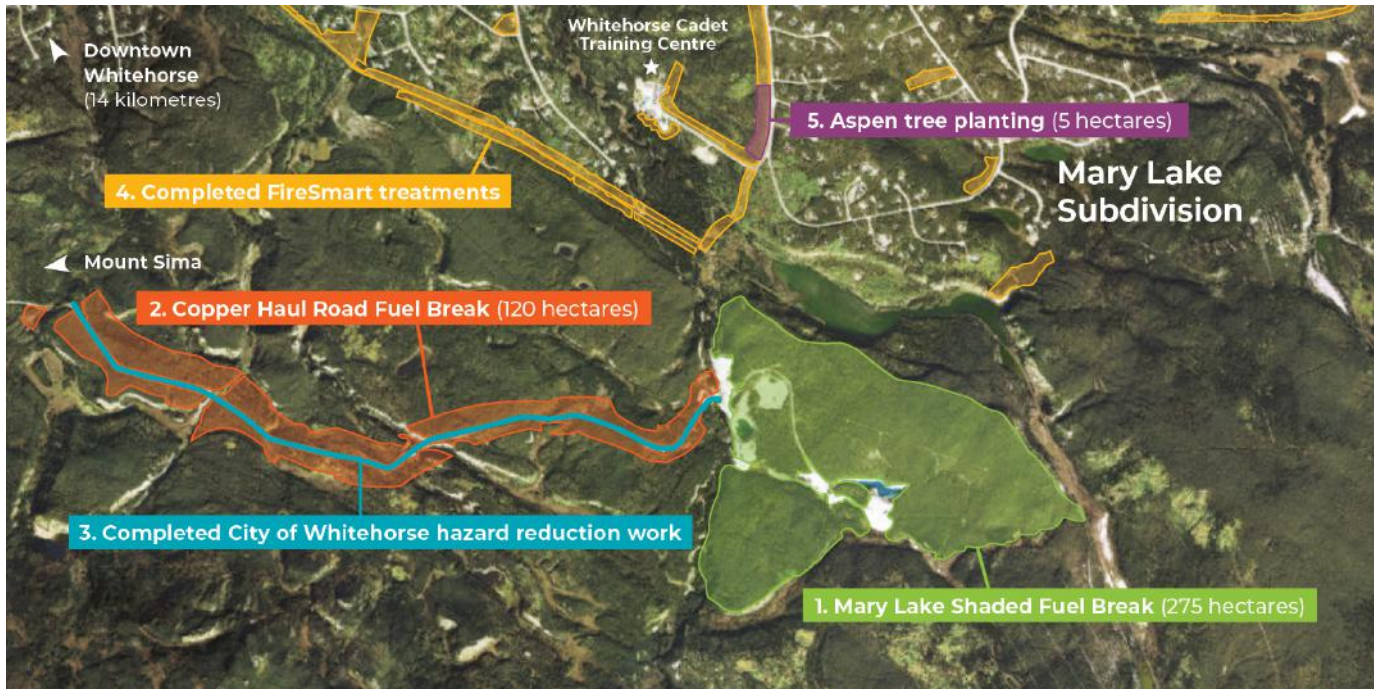 Downtown
Whitehorse
(14 kilometres)
Whitehorse Cadet
Training Centre
5. Aspen tree planting (5 hectares)
4. Completed FireSmart treatments
Mary Lake
Subdivision
Mount Sima
2. Copper Haul Road Fuel Break (120 hectares)
3. Completed City of Whitehorse hazard reduction work
1. Mary Lake Shaded Fuel Break (275 hectares)